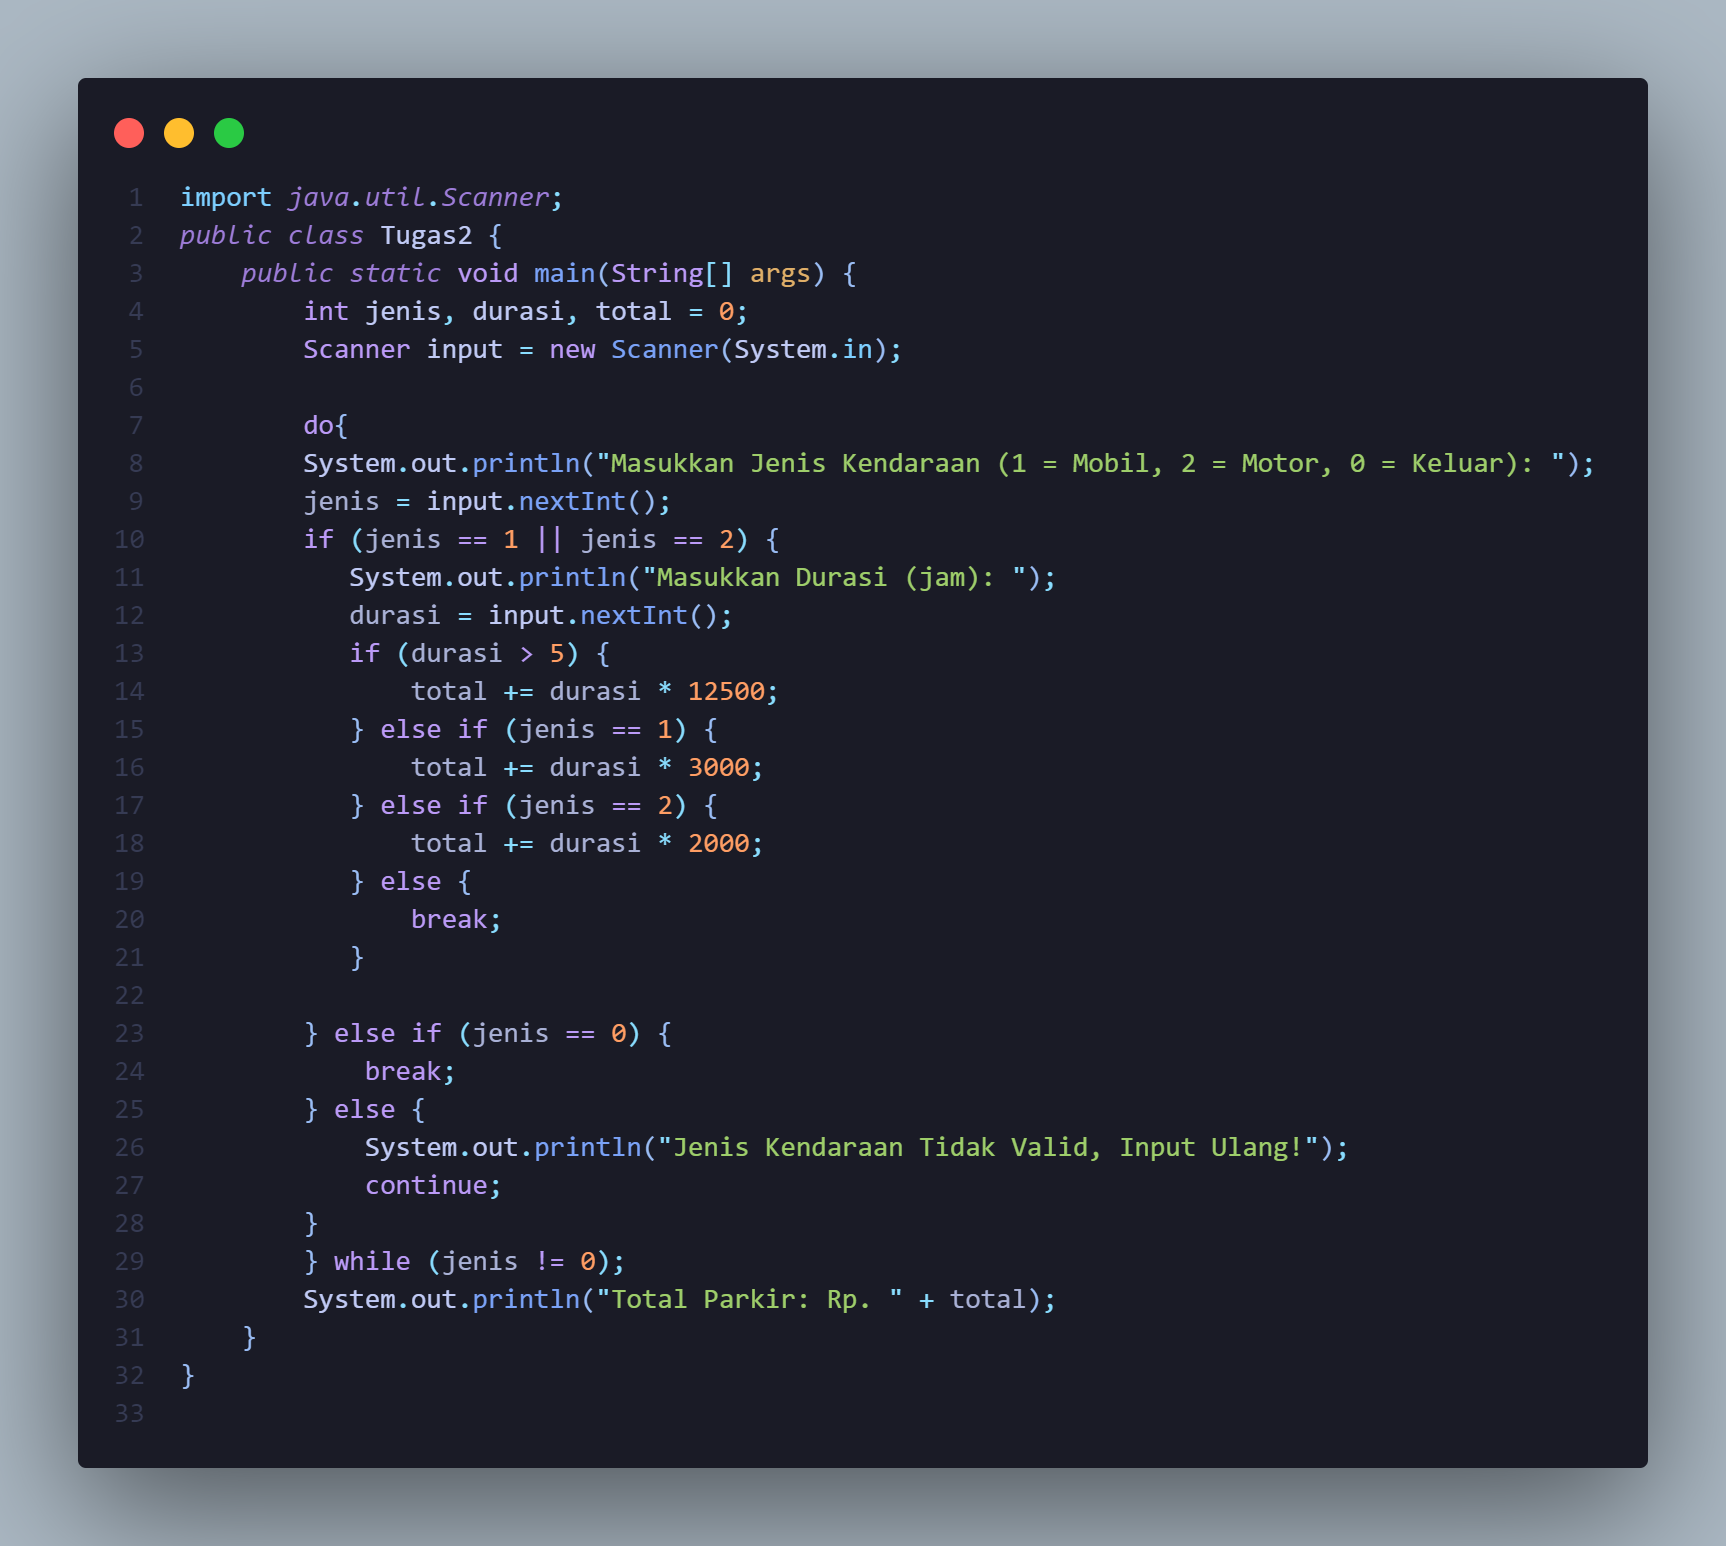 1 import java.util.Scanner;
2 public class Tugas2 {
3     public static void main(String[] args) {
4         int jenis, durasi, total = 0;
5         Scanner input = new Scanner(System.in);
6
7         do{
8         System.out.println("Masukkan Jenis Kendaraan (1 = Mobil, 2 = Motor, 0 = Keluar): ");
9         jenis = input.nextInt();
10         if (jenis == 1 || jenis == 2) {
11            System.out.println("Masukkan Durasi (jam): ");
12            durasi = input.nextInt();
13            if (durasi > 5) {
14                total += durasi * 12500;
15            } else if (jenis == 1) {
16                total += durasi * 3000;
17            } else if (jenis == 2) {
18                total += durasi * 2000;
19            } else {
20                break;
21            }
22
23         } else if (jenis == 0) {
24             break;
25         } else {
26             System.out.println("Jenis Kendaraan Tidak Valid, Input Ulang!");
27             continue;
28         }
29         } while (jenis != 0);
30         System.out.println("Total Parkir: Rp. " + total);
31     }
32 }
33